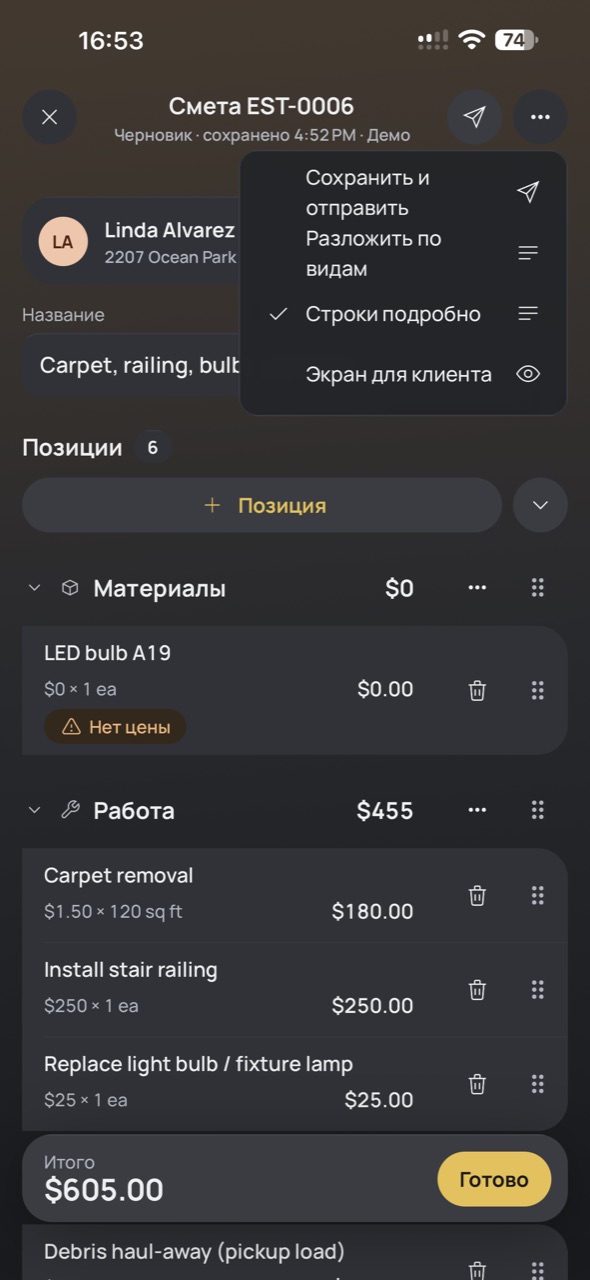 16:53
74
Смета EST-0006
Черновик · сохранено 4:52 PM · Демо
Сохранить и
отправить
Разложить по
видам
Строки подробно
Экран для клиента
LA
Linda Alvarez
2207 Ocean Park
Название
Carpet, railing, bulb
Позиции 6
+ Позиция
Материалы $0
LED bulb A19
$0 × 1 ea $0.00
Нет цены
Работа $455
Carpet removal
$1.50 × 120 sq ft $180.00
Install stair railing
$250 × 1 ea $250.00
Replace light bulb / fixture lamp
$25 × 1 ea $25.00
Итого
$605.00
Готово
Debris haul-away (pickup load)